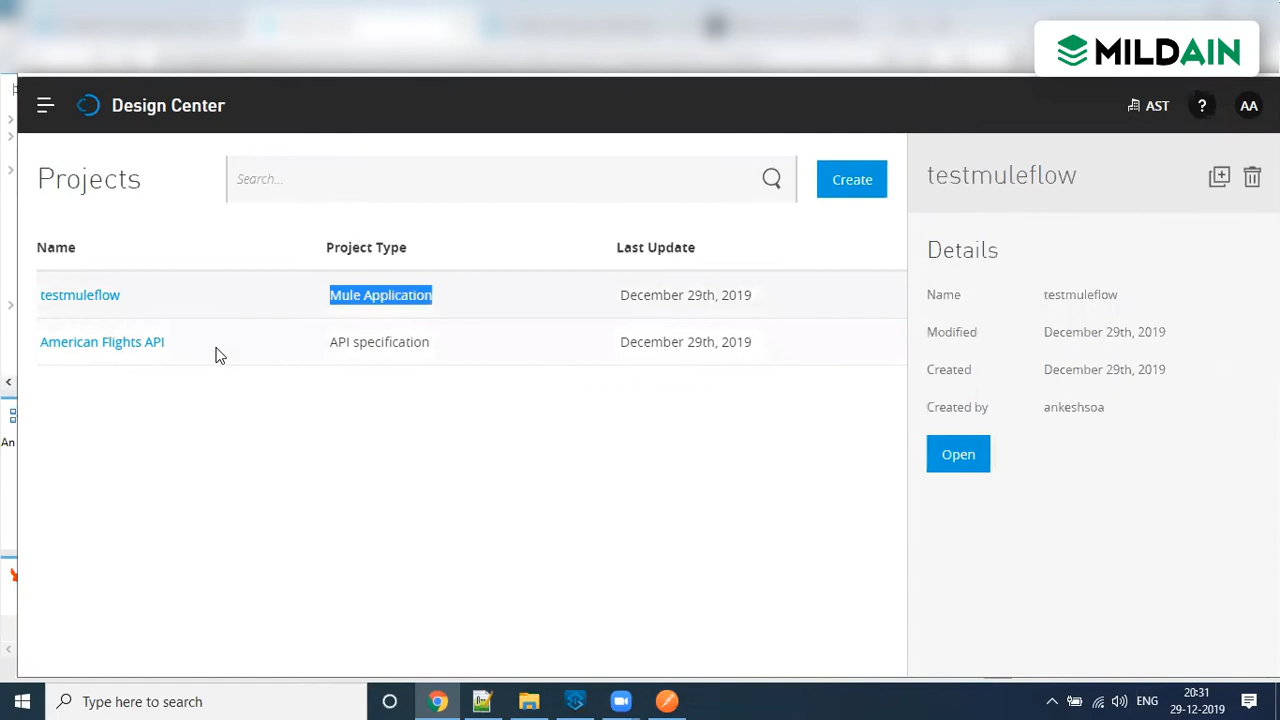 MILDAIN
Design Center
AST
?
AA
Projects
Search...
Create
testmuleflow
Name
Project Type
Last Update
testmuleflow
Mule Application
December 29th, 2019
American Flights API
API specification
December 29th, 2019
Details
Name
testmuleflow
Modified
December 29th, 2019
Created
December 29th, 2019
Created by
ankeshsoa
Open
An
Type here to search
ENG
20:31
29-12-2019